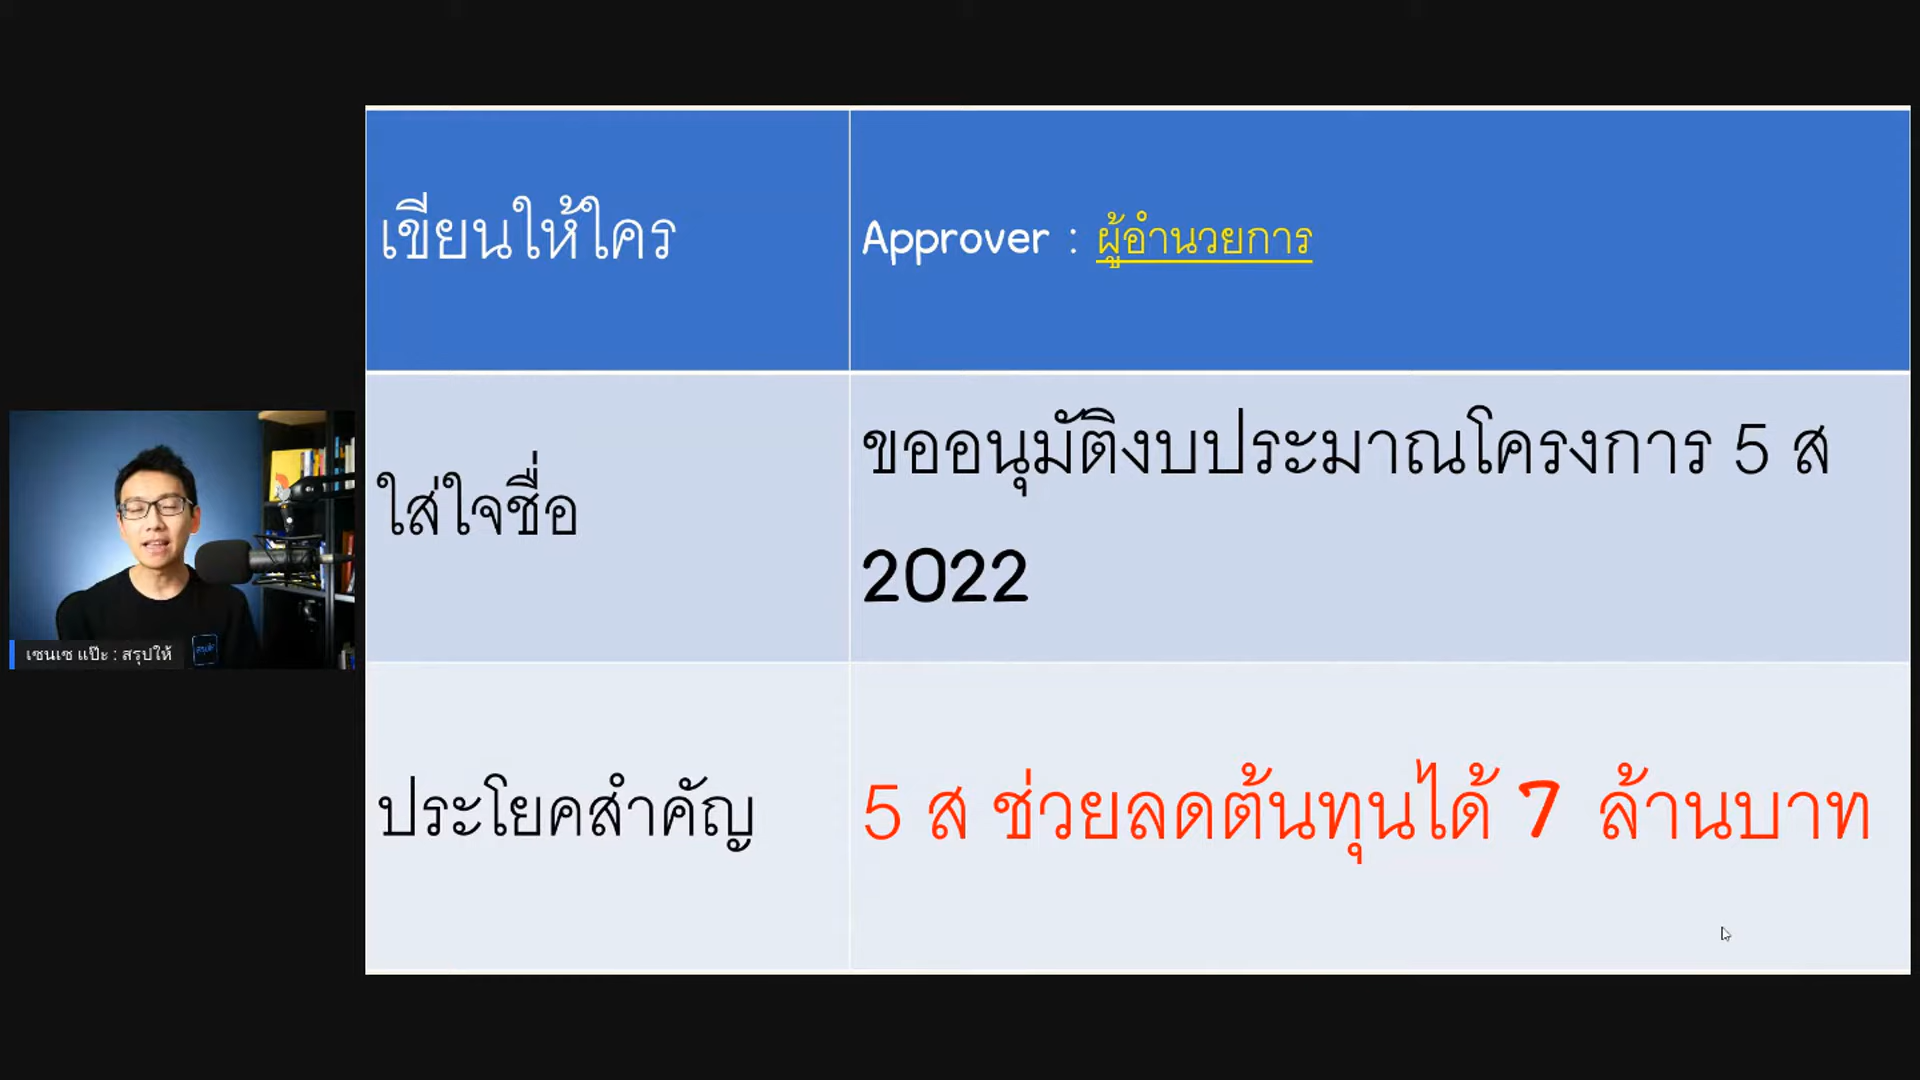 เขียนให้ใคร
Approver : ผู้อำนวยการ
ใส่ใจชื่อ
ขออนุมัติงบประมาณโครงการ 5 ส
2022
ประโยคสำคัญ
5 ส ช่วยลดต้นทุนได้ 7 ล้านบาท
เซนเซ แป๊ะ : สรุปให้